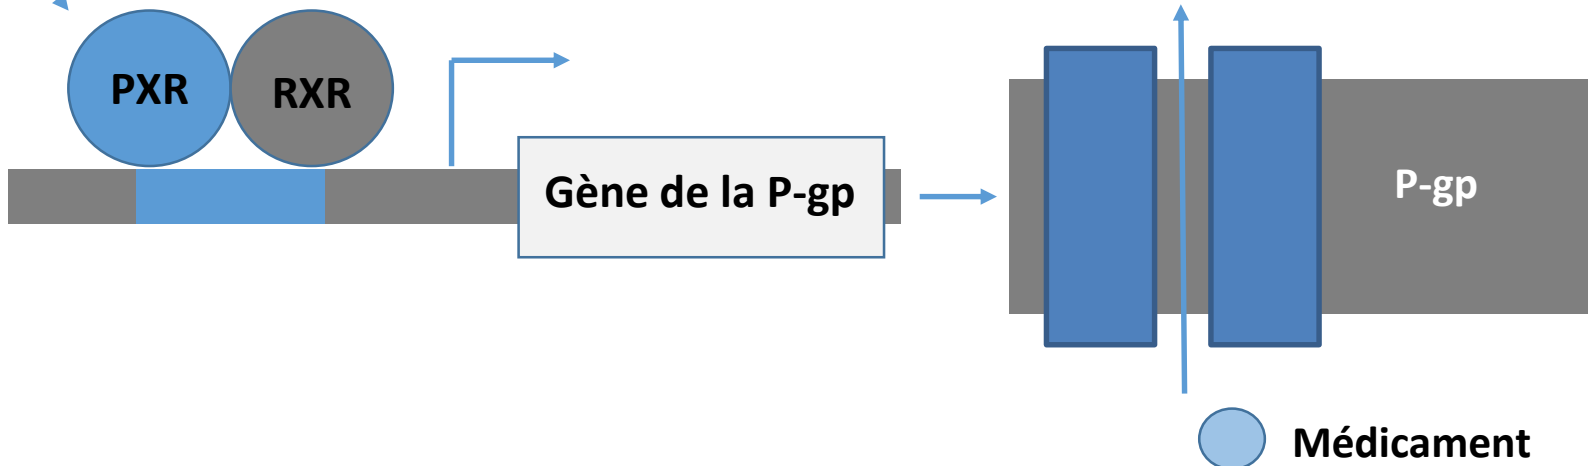 PXR
RXR
Gène de la P-gp
P-gp
Médicament